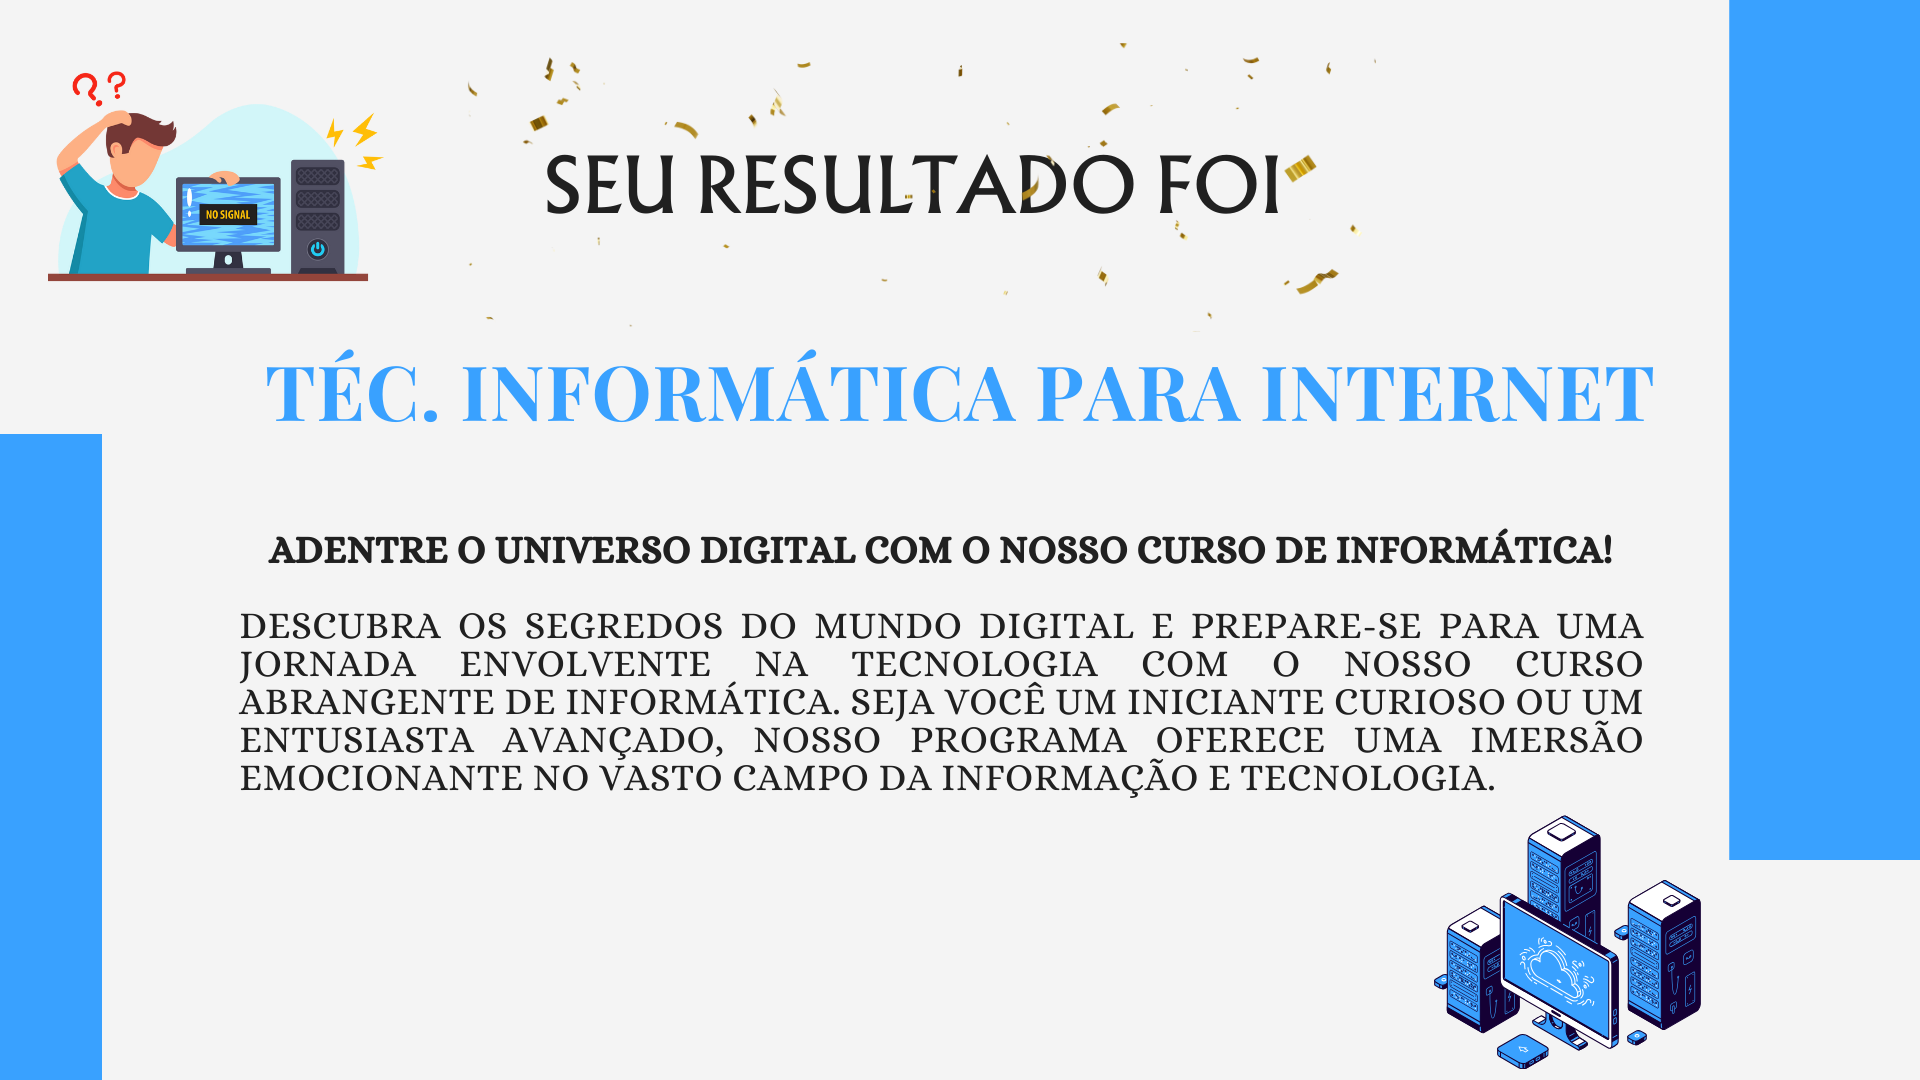 ??
NO SIGNAL
SEU RESULTADO FOI
TÉC. INFORMÁTICA PARA INTERNET
ADENTRE O UNIVERSO DIGITAL COM O NOSSO CURSO DE INFORMÁTICA!
DESCUBRA OS SEGREDOS DO MUNDO DIGITAL E PREPARE-SE PARA UMA
JORNADA ENVOLVENTE NA TECNOLOGIA COM O NOSSO CURSO
ABRANGENTE DE INFORMÁTICA. SEJA VOCÊ UM INICIANTE CURIOSO OU UM
ENTUSIASTA AVANÇADO, NOSSO PROGRAMA OFERECE UMA IMERSÃO
EMOCIONANTE NO VASTO CAMPO DA INFORMAÇÃO E TECNOLOGIA.